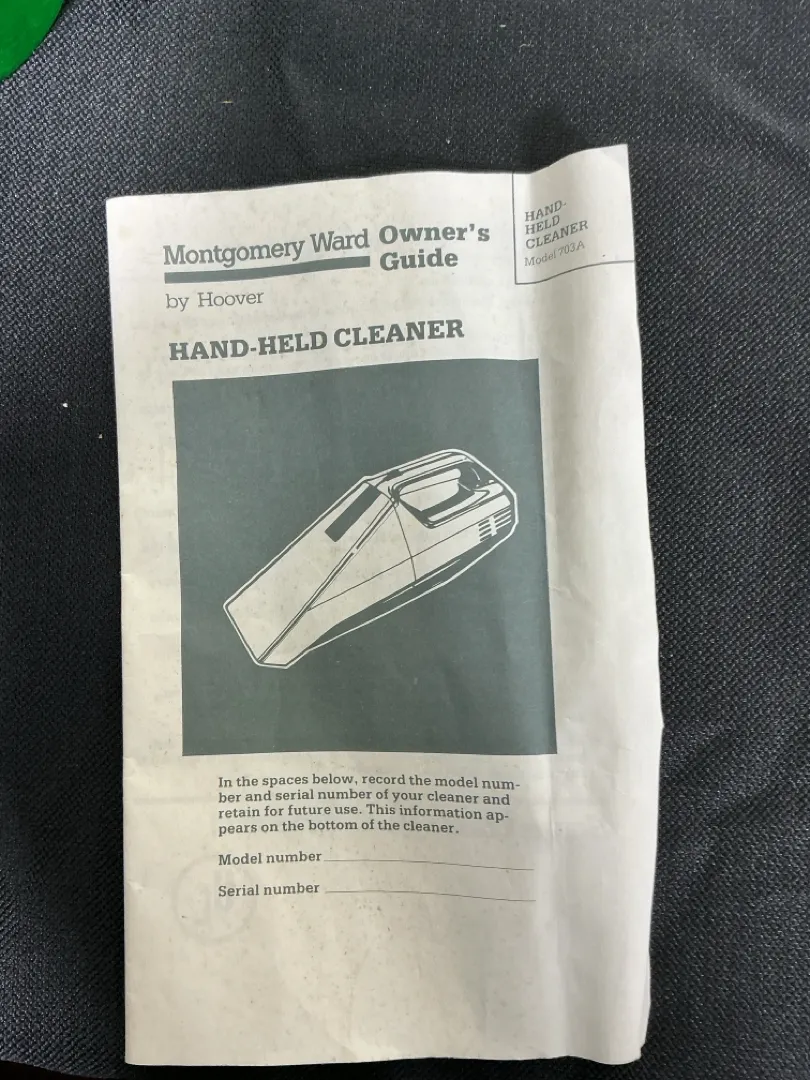 Montgomery Ward Owner's
Guide
by Hoover
HAND-
HELD
CLEANER
Model 703A
HAND-HELD CLEANER
In the spaces below, record the model num-
ber and serial number of your cleaner and
retain for future use. This information ap-
pears on the bottom of the cleaner.
Model number
Serial number